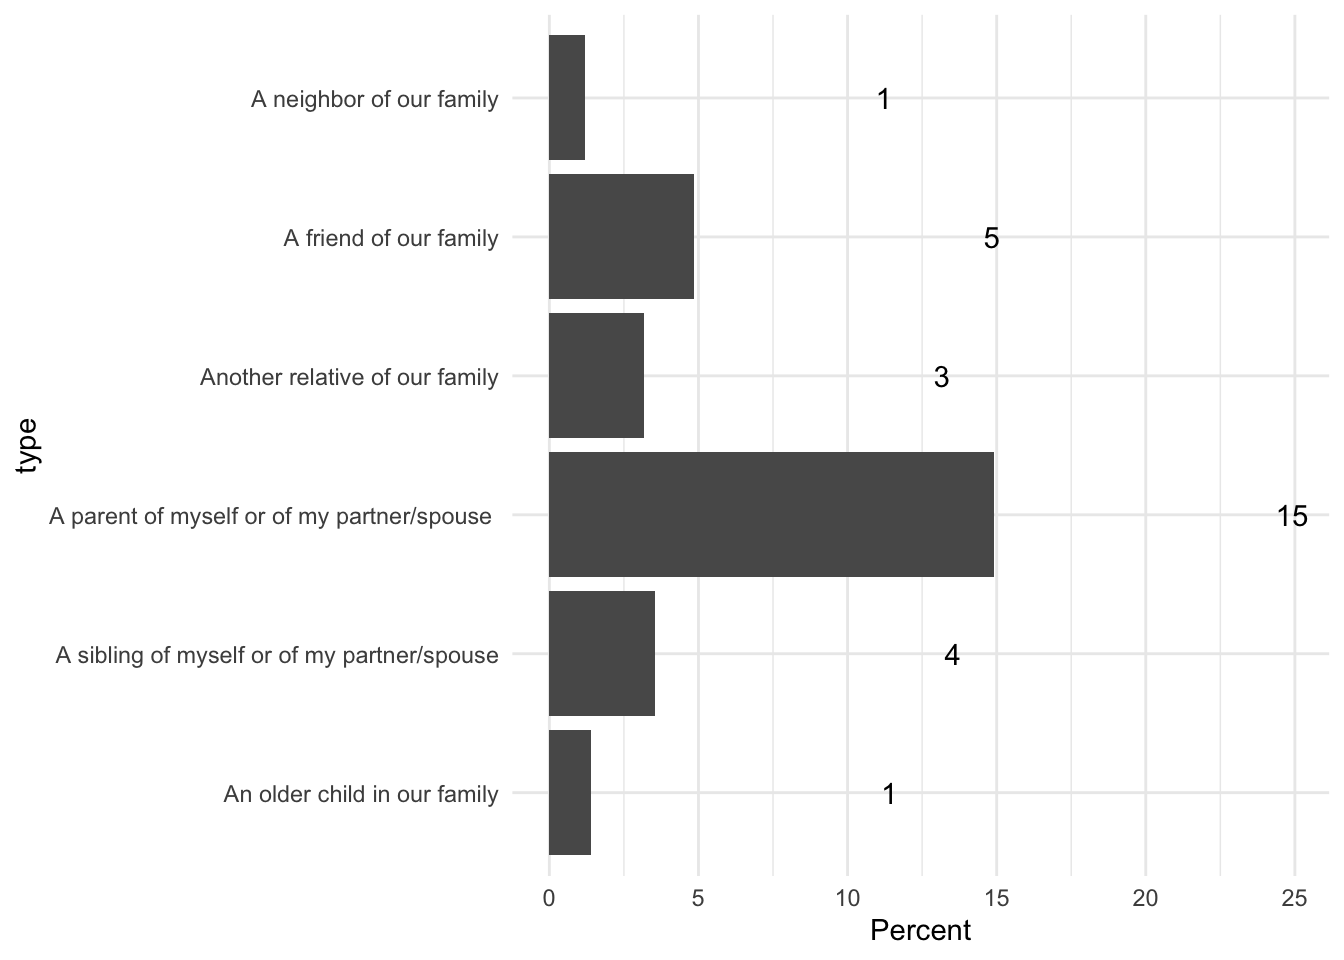 A neighbor of our family 1
A friend of our family 5
Another relative of our family 3
type
A parent of myself or of my partner/spouse 15
A sibling of myself or of my partner/spouse 4
An older child in our family 1
0 5 10 15 20 25
Percent